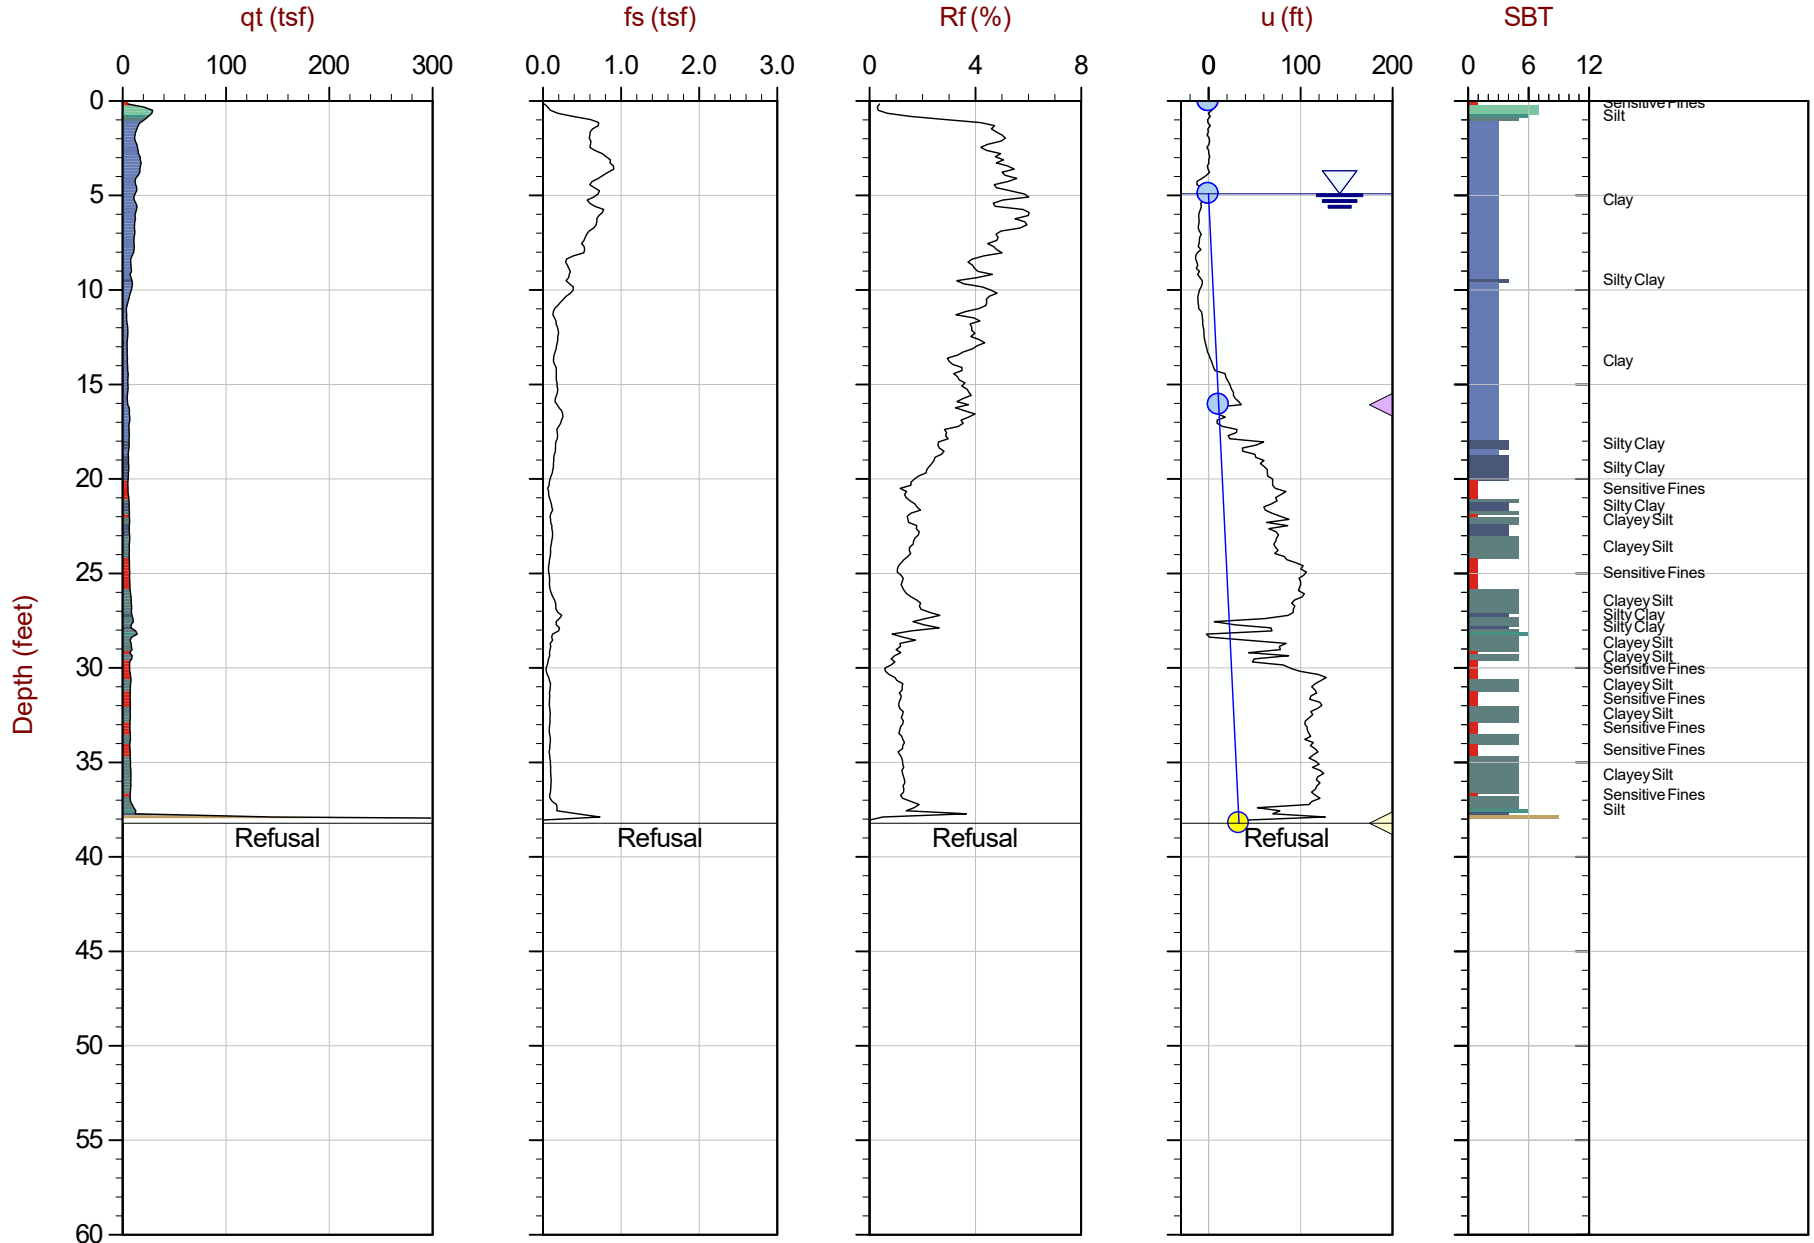 qt (tsf) fs (tsf) Rf (%) u (ft) SBT
0 100 200 300 0.0 1.0 2.0 3.0 0 4 8 0 100 200 0 6 12
0
Sensitive Fines
Silt
5
Clay
Silty Clay
10
Clay
15
Silty Clay
Silty Clay
20
Sensitive Fines
Silty Clay
Clayey Silt
Clayey Silt
25
Sensitive Fines
Clayey Silt
Silty Clay
Silty Clay
Clayey Silt
Clayey Silt
30
Sensitive Fines
Clayey Silt
Sensitive Fines
Clayey Silt
Sensitive Fines
Sensitive Fines
35
Clayey Silt
Sensitive Fines
Silt
Refusal Refusal Refusal Refusal
40
45
50
55
60
Depth (feet)